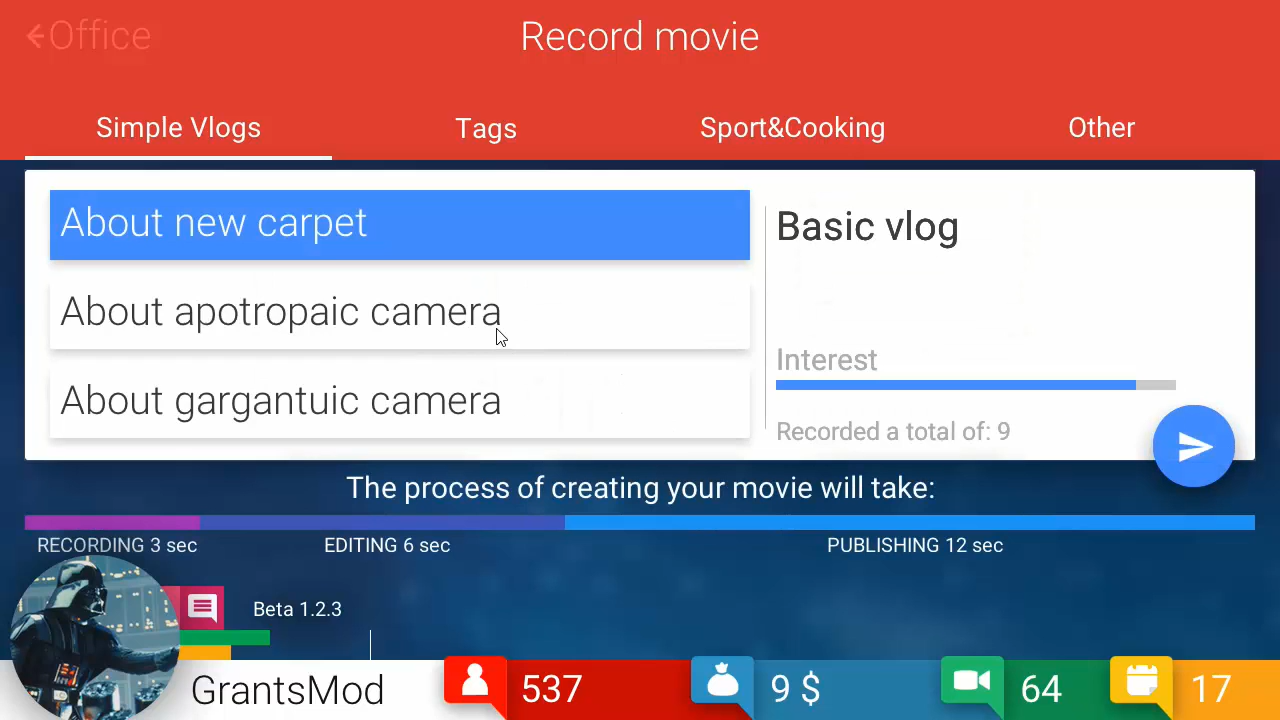 Office
Record movie
Simple Vlogs
Tags
Sport&Cooking
Other
About new carpet
About apotropaic camera
About gargantuic camera
Basic vlog
Interest
Recorded a total of: 9
The process of creating your movie will take:
RECORDING 3 sec
EDITING 6 sec
PUBLISHING 12 sec
Beta 1.2.3
GrantsMod
537
9 $
64
17